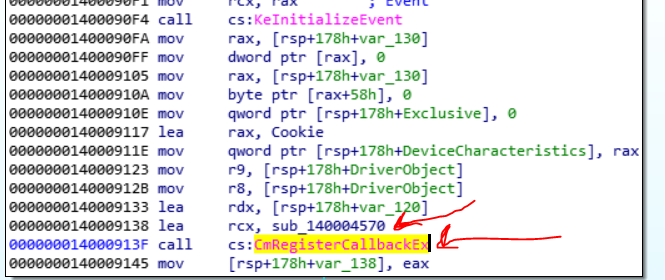 00000001400090F1 mov rcx, rax ; Event
00000001400090F4 call cs:KeInitializeEvent
00000001400090FA mov rax, [rsp+178h+var_130]
00000001400090FF mov dword ptr [rax], 0
0000000140009105 mov rax, [rsp+178h+var_130]
000000014000910A mov byte ptr [rax+58h], 0
000000014000910E mov qword ptr [rsp+178h+Exclusive], 0
0000000140009117 lea rax, Cookie
000000014000911E mov qword ptr [rsp+178h+DeviceCharacteristics], rax
0000000140009123 mov r9, [rsp+178h+DriverObject]
000000014000912B mov r8, [rsp+178h+DriverObject]
0000000140009133 lea rdx, [rsp+178h+var_120]
0000000140009138 lea rcx, sub_140004570
000000014000913F call cs:CmRegisterCallbackEx
0000000140009145 mov [rsp+178h+var_138], eax